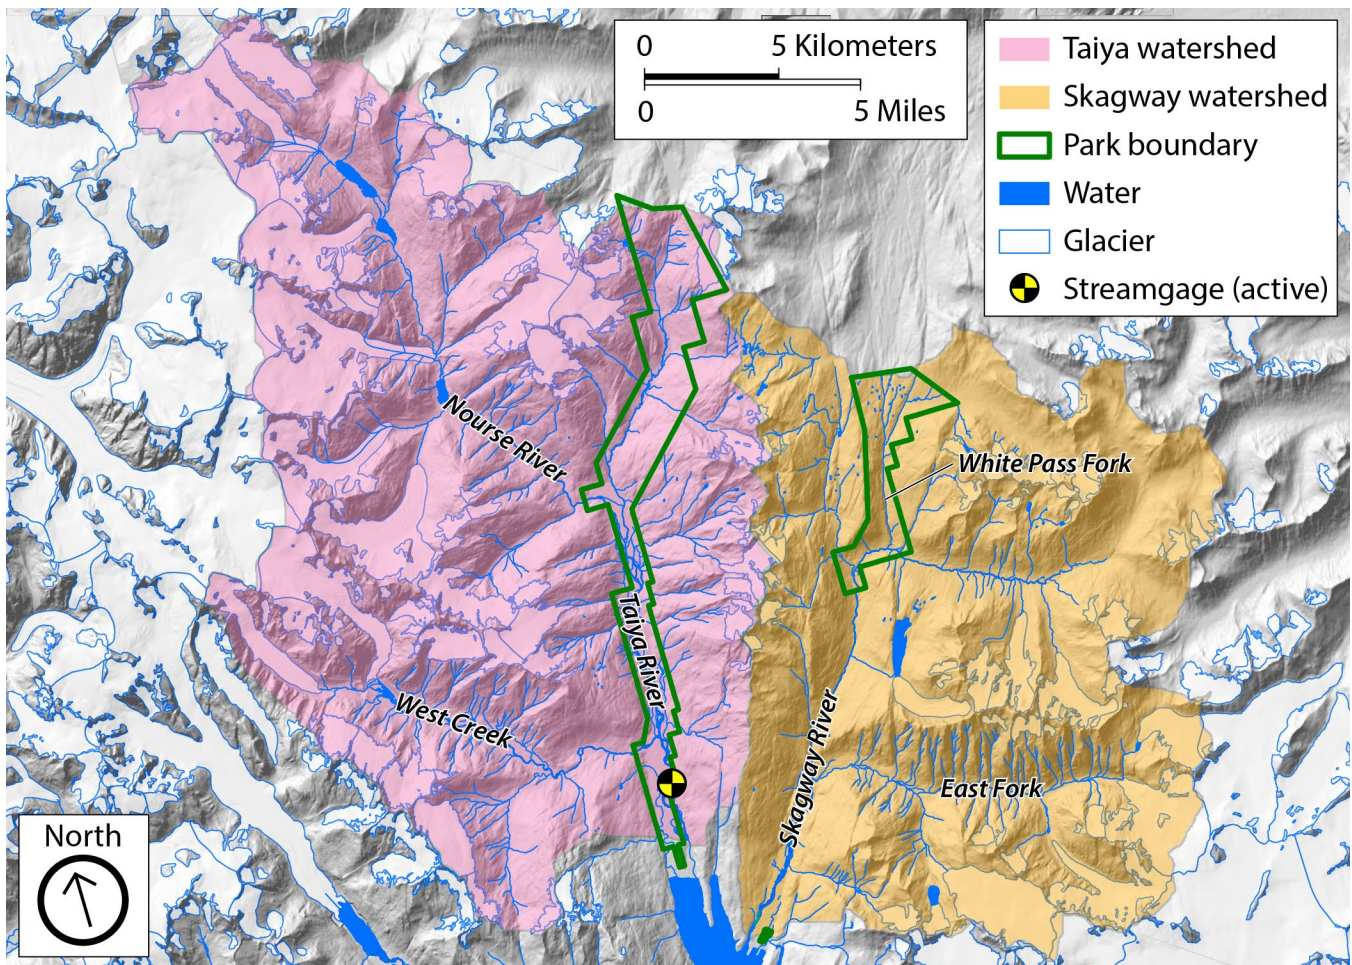 0 5 Kilometers
0 5 Miles
Taiya watershed
Skagway watershed
Park boundary
Water
Glacier
Streamgage (active)
Nourse River
White Pass Fork
Taiya River
West Creek
Skagway River
East Fork
North